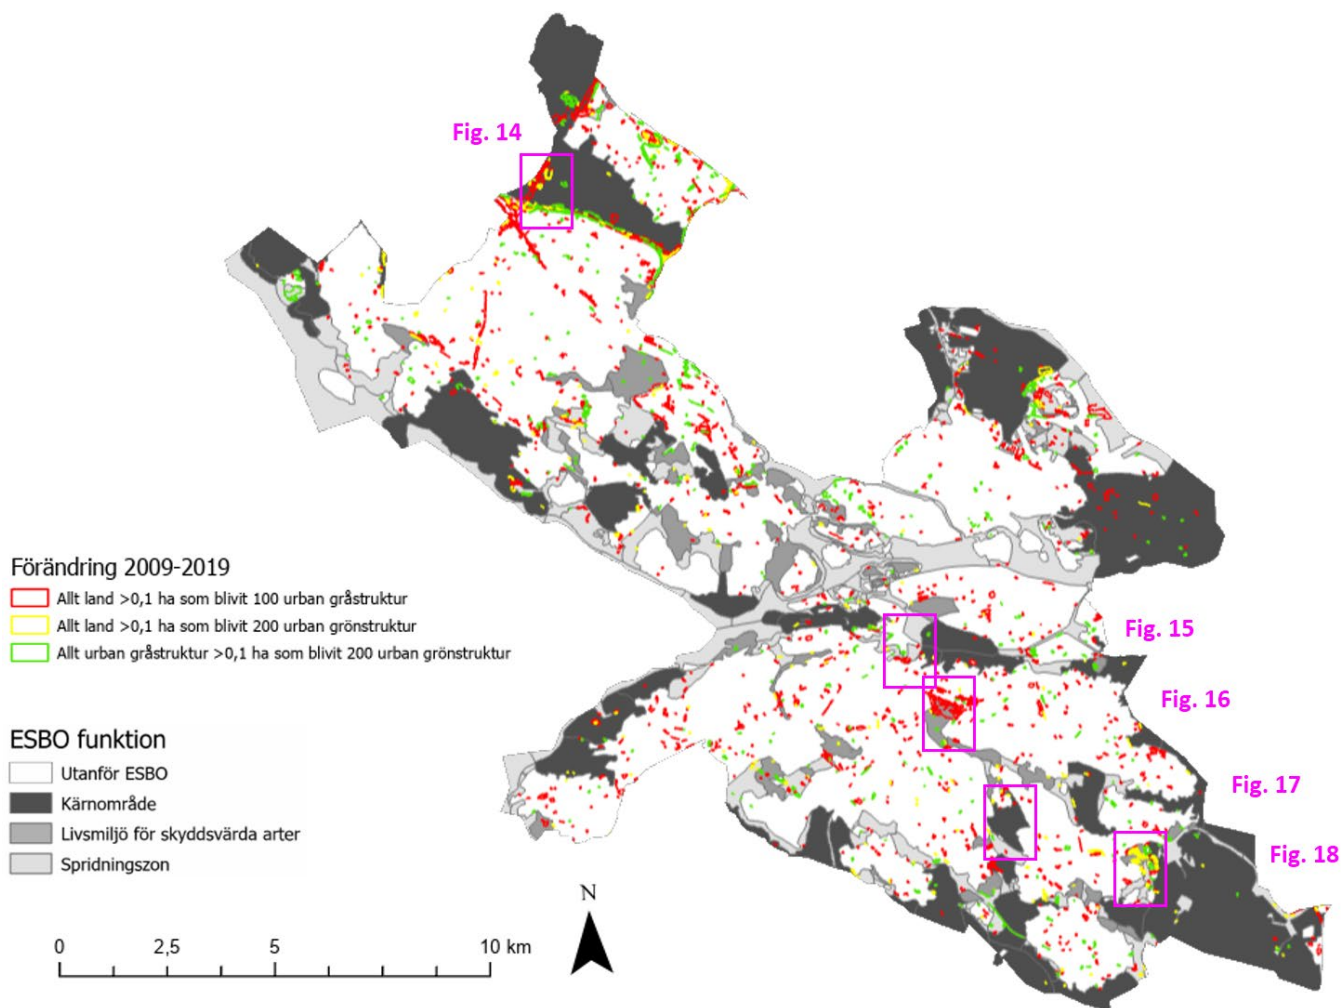 Fig. 14
Förändring 2009-2019
Allt land >0,1 ha som blivit 100 urban gråstruktur
Allt land >0,1 ha som blivit 200 urban grönstruktur
Allt urban gråstruktur >0,1 ha som blivit 200 urban grönstruktur
Fig. 15
Fig. 16
Fig. 17
Fig. 18
ESBO funktion
Utanför ESBO
Kärnområde
Livsmiljö för skyddsvärda arter
Spridningszon
N
0 2,5 5 10 km